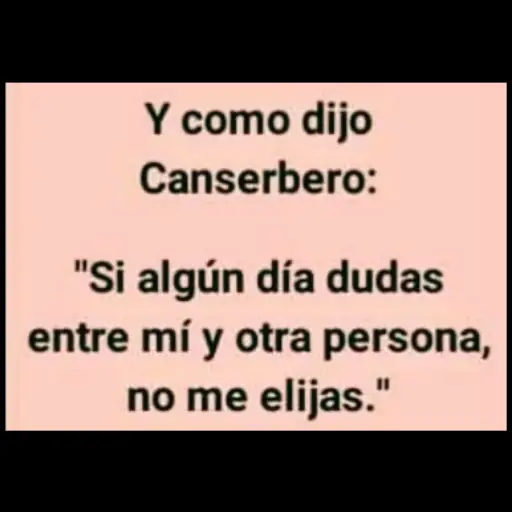 Y como dijo
Canserbero:
"Si algún día dudas
entre mí y otra persona,
no me elijas."